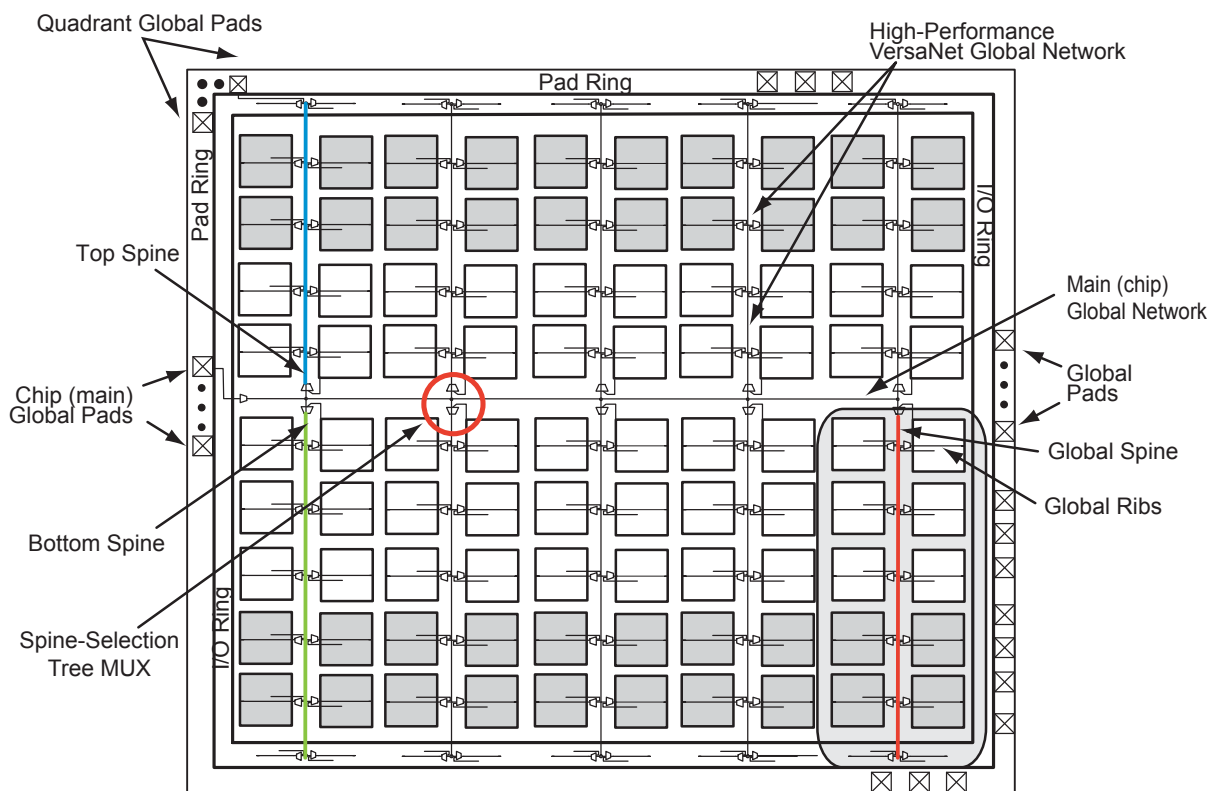 Quadrant Global Pads
High-Performance
VersaNet Global Network
Pad Ring
Pad Ring
I/O Ring
Top Spine
Main (chip)
Global Network
Chip (main)
Global Pads
Global
Pads
Global Spine
Global Ribs
Bottom Spine
I/O Ring
Spine-Selection
Tree MUX